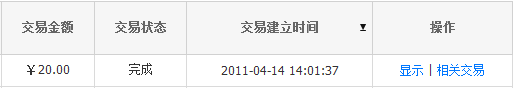 交易金额 交易状态 交易建立时间 操作
￥20.00 完成 2011-04-14 14:01:37 显示 | 相关交易